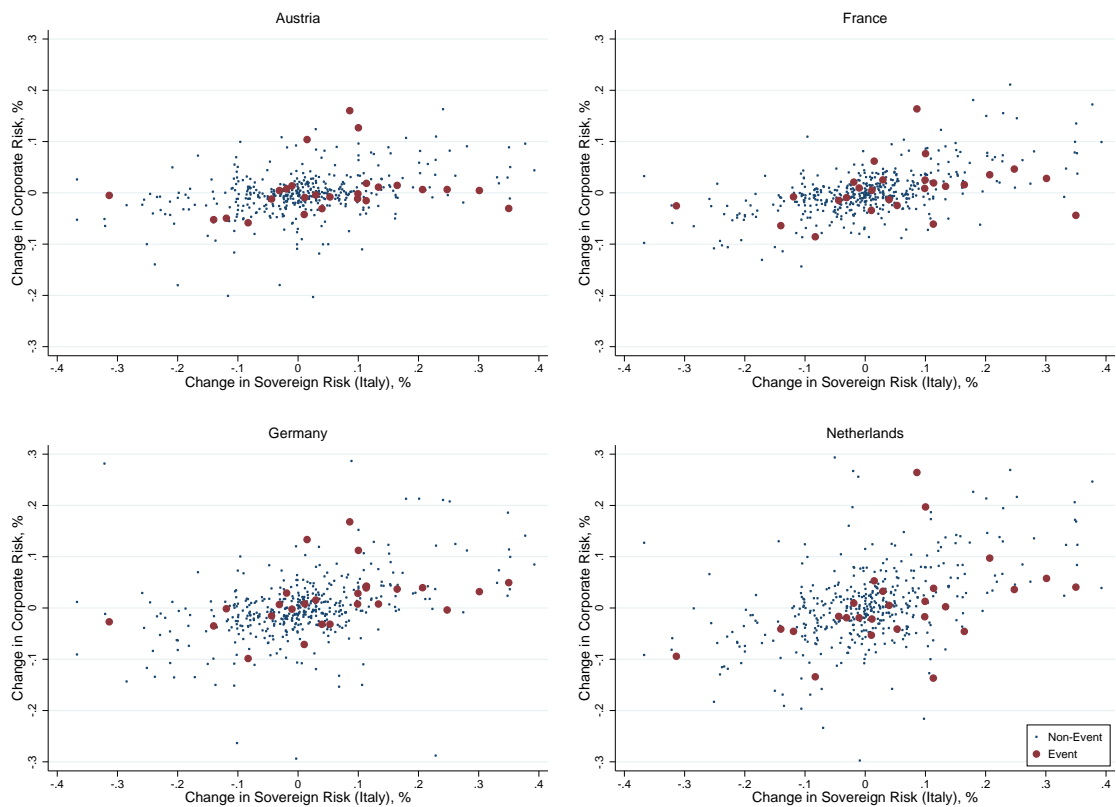 Austria
Change in Corporate Risk, %
.3
.2
.1
0
-.1
-.2
-.3
-.4 -.3 -.2 -.1 0 .1 .2 .3 .4
Change in Sovereign Risk (Italy), %
France
Change in Corporate Risk, %
.3
.2
.1
0
-.1
-.2
-.3
-.4 -.3 -.2 -.1 0 .1 .2 .3 .4
Change in Sovereign Risk (Italy), %
Germany
Change in Corporate Risk, %
.3
.2
.1
0
-.1
-.2
-.3
-.4 -.3 -.2 -.1 0 .1 .2 .3 .4
Change in Sovereign Risk (Italy), %
Netherlands
Change in Corporate Risk, %
.3
.2
.1
0
-.1
-.2
-.3
-.4 -.3 -.2 -.1 0 .1 .2 .3 .4
Change in Sovereign Risk (Italy), %
Non-Event
Event